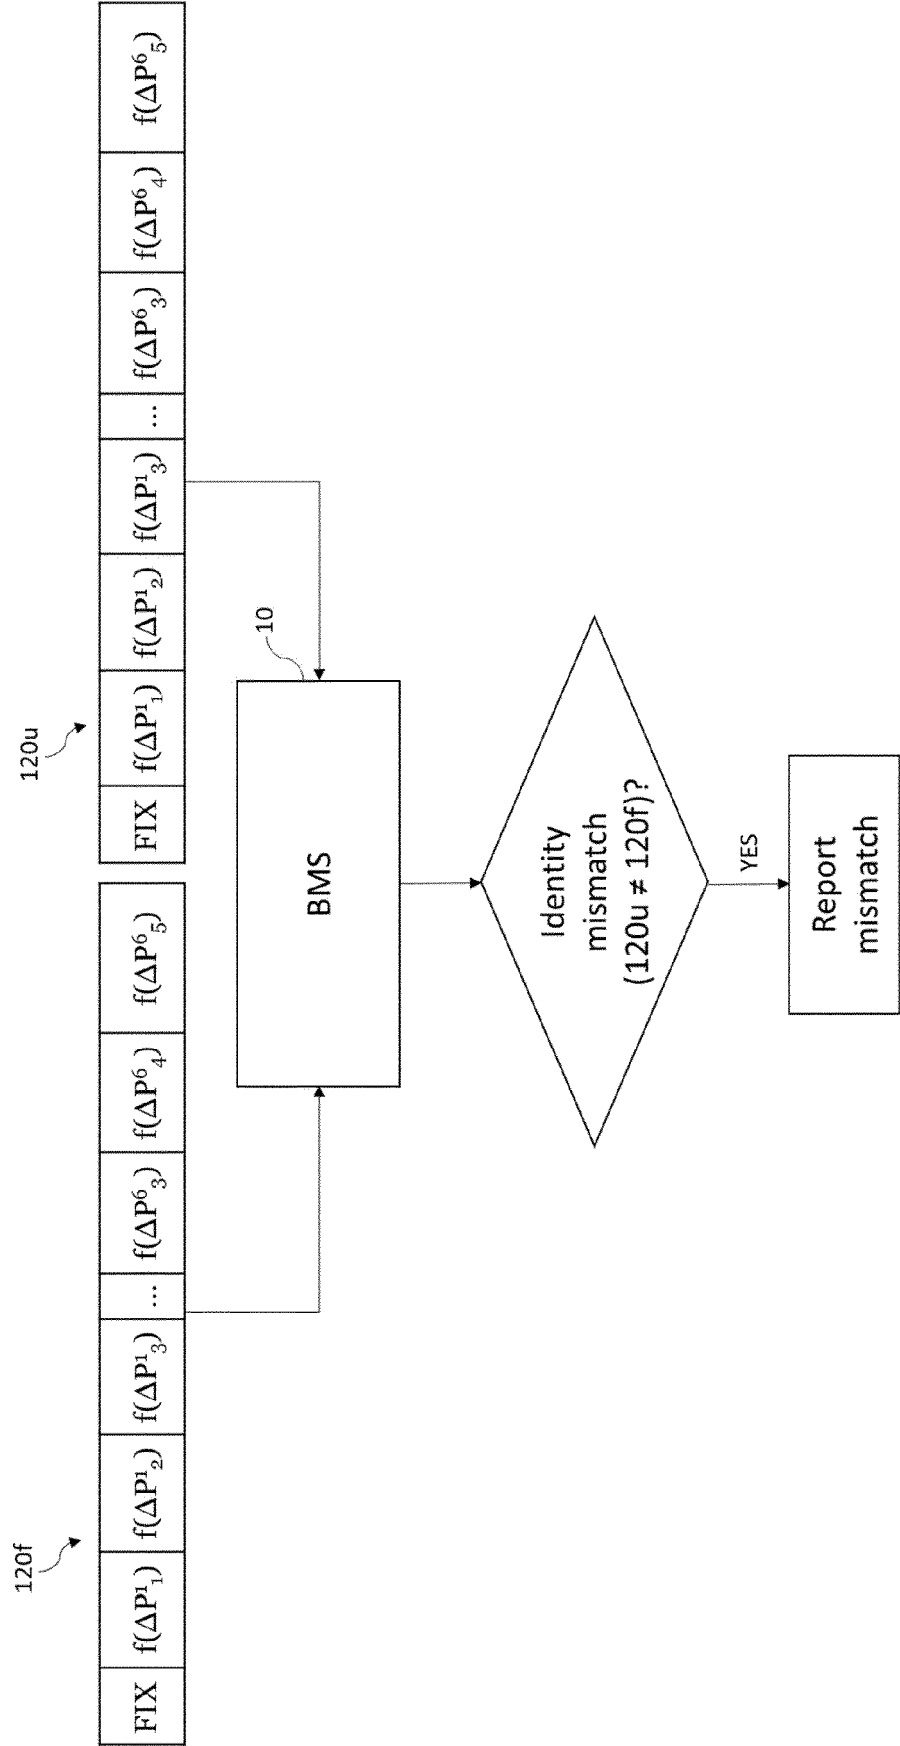 120f
120u
FIX f(ΔP¹₁) f(ΔP¹₂) f(ΔP¹₃) ... f(ΔP⁶₃) f(ΔP⁶₄) f(ΔP⁶₅)
FIX f(ΔP¹₁) f(ΔP¹₂) f(ΔP¹₃) ... f(ΔP⁶₃) f(ΔP⁶₄) f(ΔP⁶₅)
10
BMS
Identity
mismatch
(120u ≠ 120f)?
YES
Report
mismatch